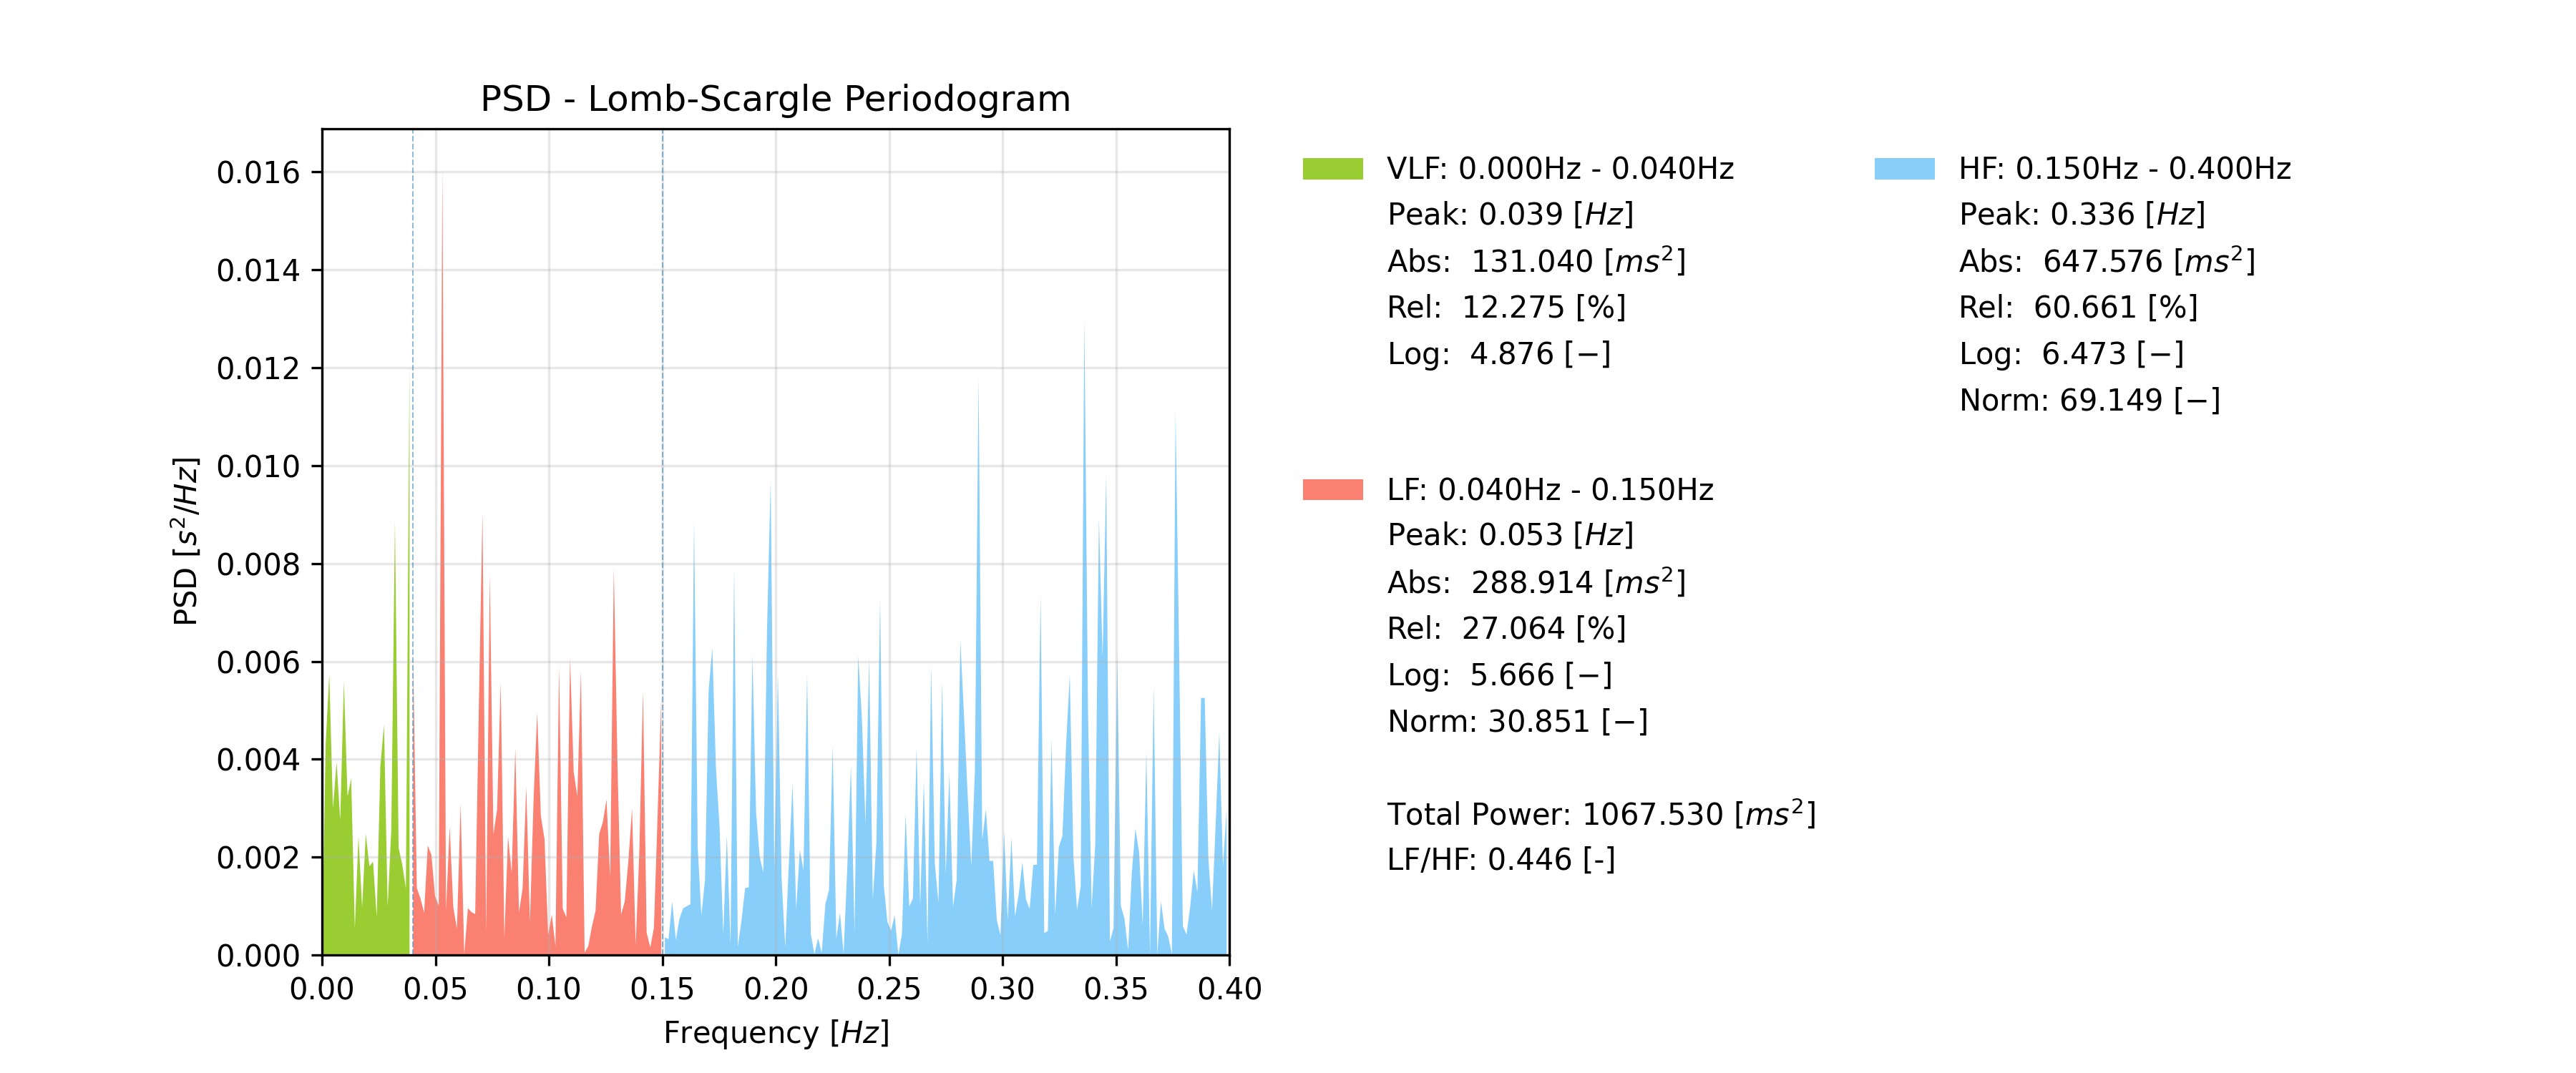 PSD - Lomb-Scargle Periodogram
0.016
0.014
0.012
0.010
0.008
0.006
0.004
0.002
0.000
PSD [s²/Hz]
0.00 0.05 0.10 0.15 0.20 0.25 0.30 0.35 0.40
Frequency [Hz]
VLF: 0.000Hz - 0.040Hz
Peak: 0.039 [Hz]
Abs: 131.040 [ms²]
Rel: 12.275 [%]
Log: 4.876 [−]
LF: 0.040Hz - 0.150Hz
Peak: 0.053 [Hz]
Abs: 288.914 [ms²]
Rel: 27.064 [%]
Log: 5.666 [−]
Norm: 30.851 [−]
Total Power: 1067.530 [ms²]
LF/HF: 0.446 [-]
HF: 0.150Hz - 0.400Hz
Peak: 0.336 [Hz]
Abs: 647.576 [ms²]
Rel: 60.661 [%]
Log: 6.473 [−]
Norm: 69.149 [−]